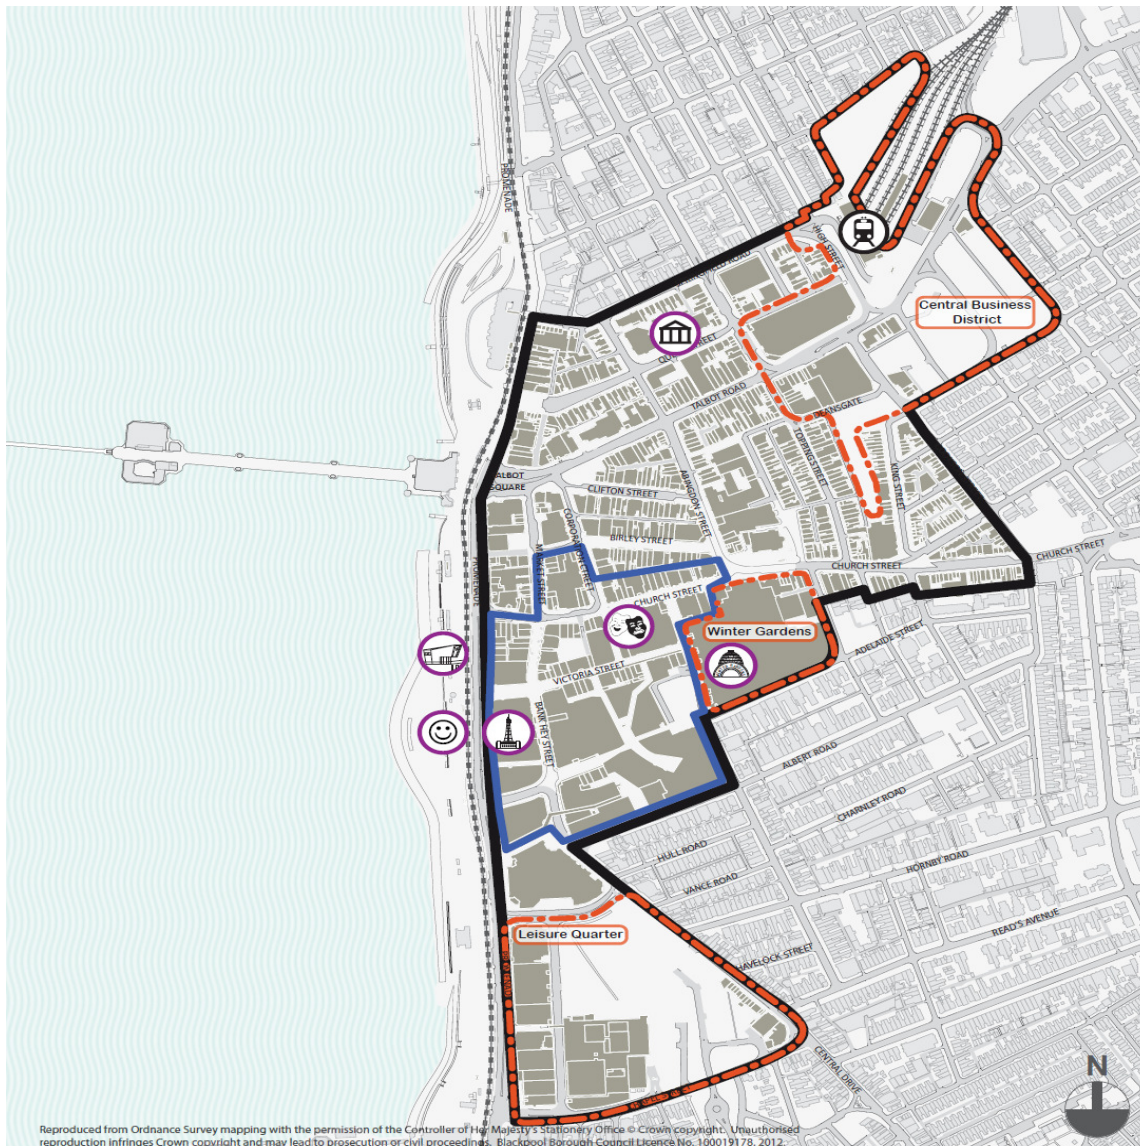 PROMENADE
HIGH STREET
ROAD
Central Business
District
STREET
TALBOT ROAD
DEANSGATE
TOPPING STREET
KING STREET
TALBOT
SQUARE
CLIFTON STREET
ABINGDON STREET
CORPORATION STREET
BIRLEY STREET
MARKET STREET
PROMENADE
CHURCH STREET
CHURCH STREET
CHURCH STREET
Winter Gardens
ADELAIDE STREET
VICTORIA STREET
BANK HEY STREET
ALBERT ROAD
CHARNLEY ROAD
HULL ROAD
HORNBY ROAD
VANCE ROAD
READ'S AVENUE
Leisure Quarter
HAVELOCK STREET
CENTRAL DRIVE
N
Reproduced from Ordnance Survey mapping with the permission of the Controller of Her Majesty's Stationery Office © Crown copyright. Unauthorised
reproduction infringes Crown copyright and may lead to prosecution or civil proceedings. Blackpool Borough Council Licence No. 100019178. 2012.